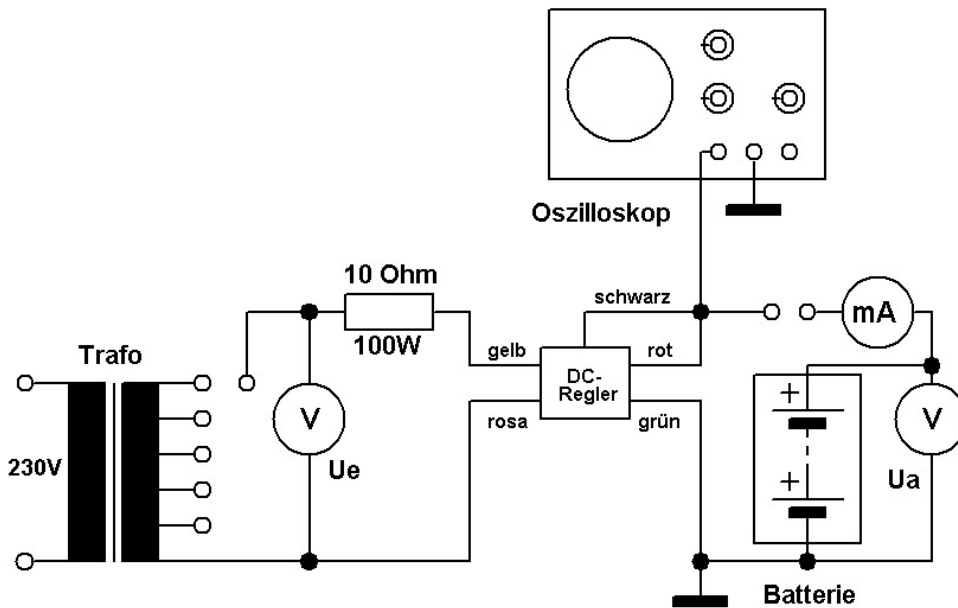 Oszilloskop
10 Ohm
100W
schwarz
mA
Trafo
gelb
rot
DC-
Regler
rosa
grün
230V
V
Ue
+
+
V
Ua
Batterie